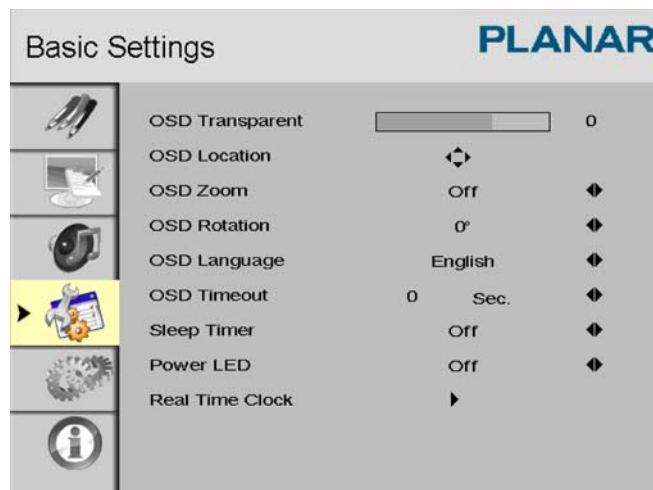 Basic Settings
PLANAR
OSD Transparent 0
OSD Location
OSD Zoom Off
OSD Rotation 0°
OSD Language English
OSD Timeout 0 Sec.
Sleep Timer Off
Power LED Off
Real Time Clock